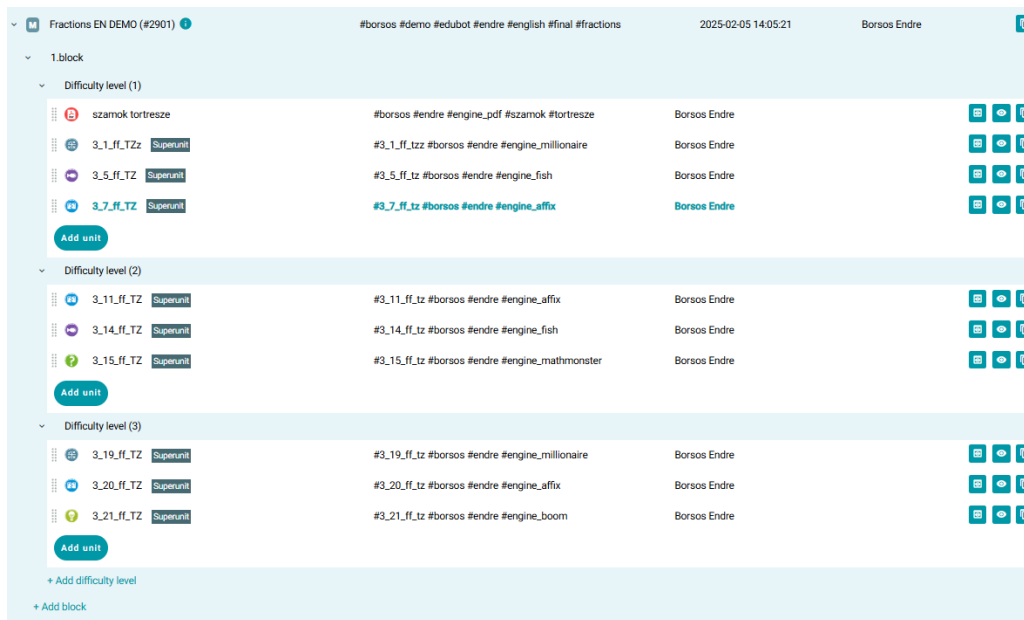 M Fractions EN DEMO (#2901) i #borsos #demo #edubot #endre #english #final #fractions 2025-02-05 14:05:21 Borsos Endre
1.block
Difficulty level (1)
szamok tortresze #borsos #endre #engine_pdf #szamok #tortresze Borsos Endre
3_1_ff_TZz Superunit #3_1_ff_tzz #borsos #endre #engine_millionaire Borsos Endre
3_5_ff_TZ Superunit #3_5_ff_tz #borsos #endre #engine_fish Borsos Endre
3_7_ff_TZ Superunit #3_7_ff_tz #borsos #endre #engine_affix Borsos Endre
Add unit
Difficulty level (2)
3_11_ff_TZ Superunit #3_11_ff_tz #borsos #endre #engine_affix Borsos Endre
3_14_ff_TZ Superunit #3_14_ff_tz #borsos #endre #engine_fish Borsos Endre
? 3_15_ff_TZ Superunit #3_15_ff_tz #borsos #endre #engine_mathmonster Borsos Endre
Add unit
Difficulty level (3)
3_19_ff_TZ Superunit #3_19_ff_tz #borsos #endre #engine_millionaire Borsos Endre
3_20_ff_TZ Superunit #3_20_ff_tz #borsos #endre #engine_affix Borsos Endre
3_21_ff_TZ Superunit #3_21_ff_tz #borsos #endre #engine_boom Borsos Endre
Add unit
+ Add difficulty level
+ Add block